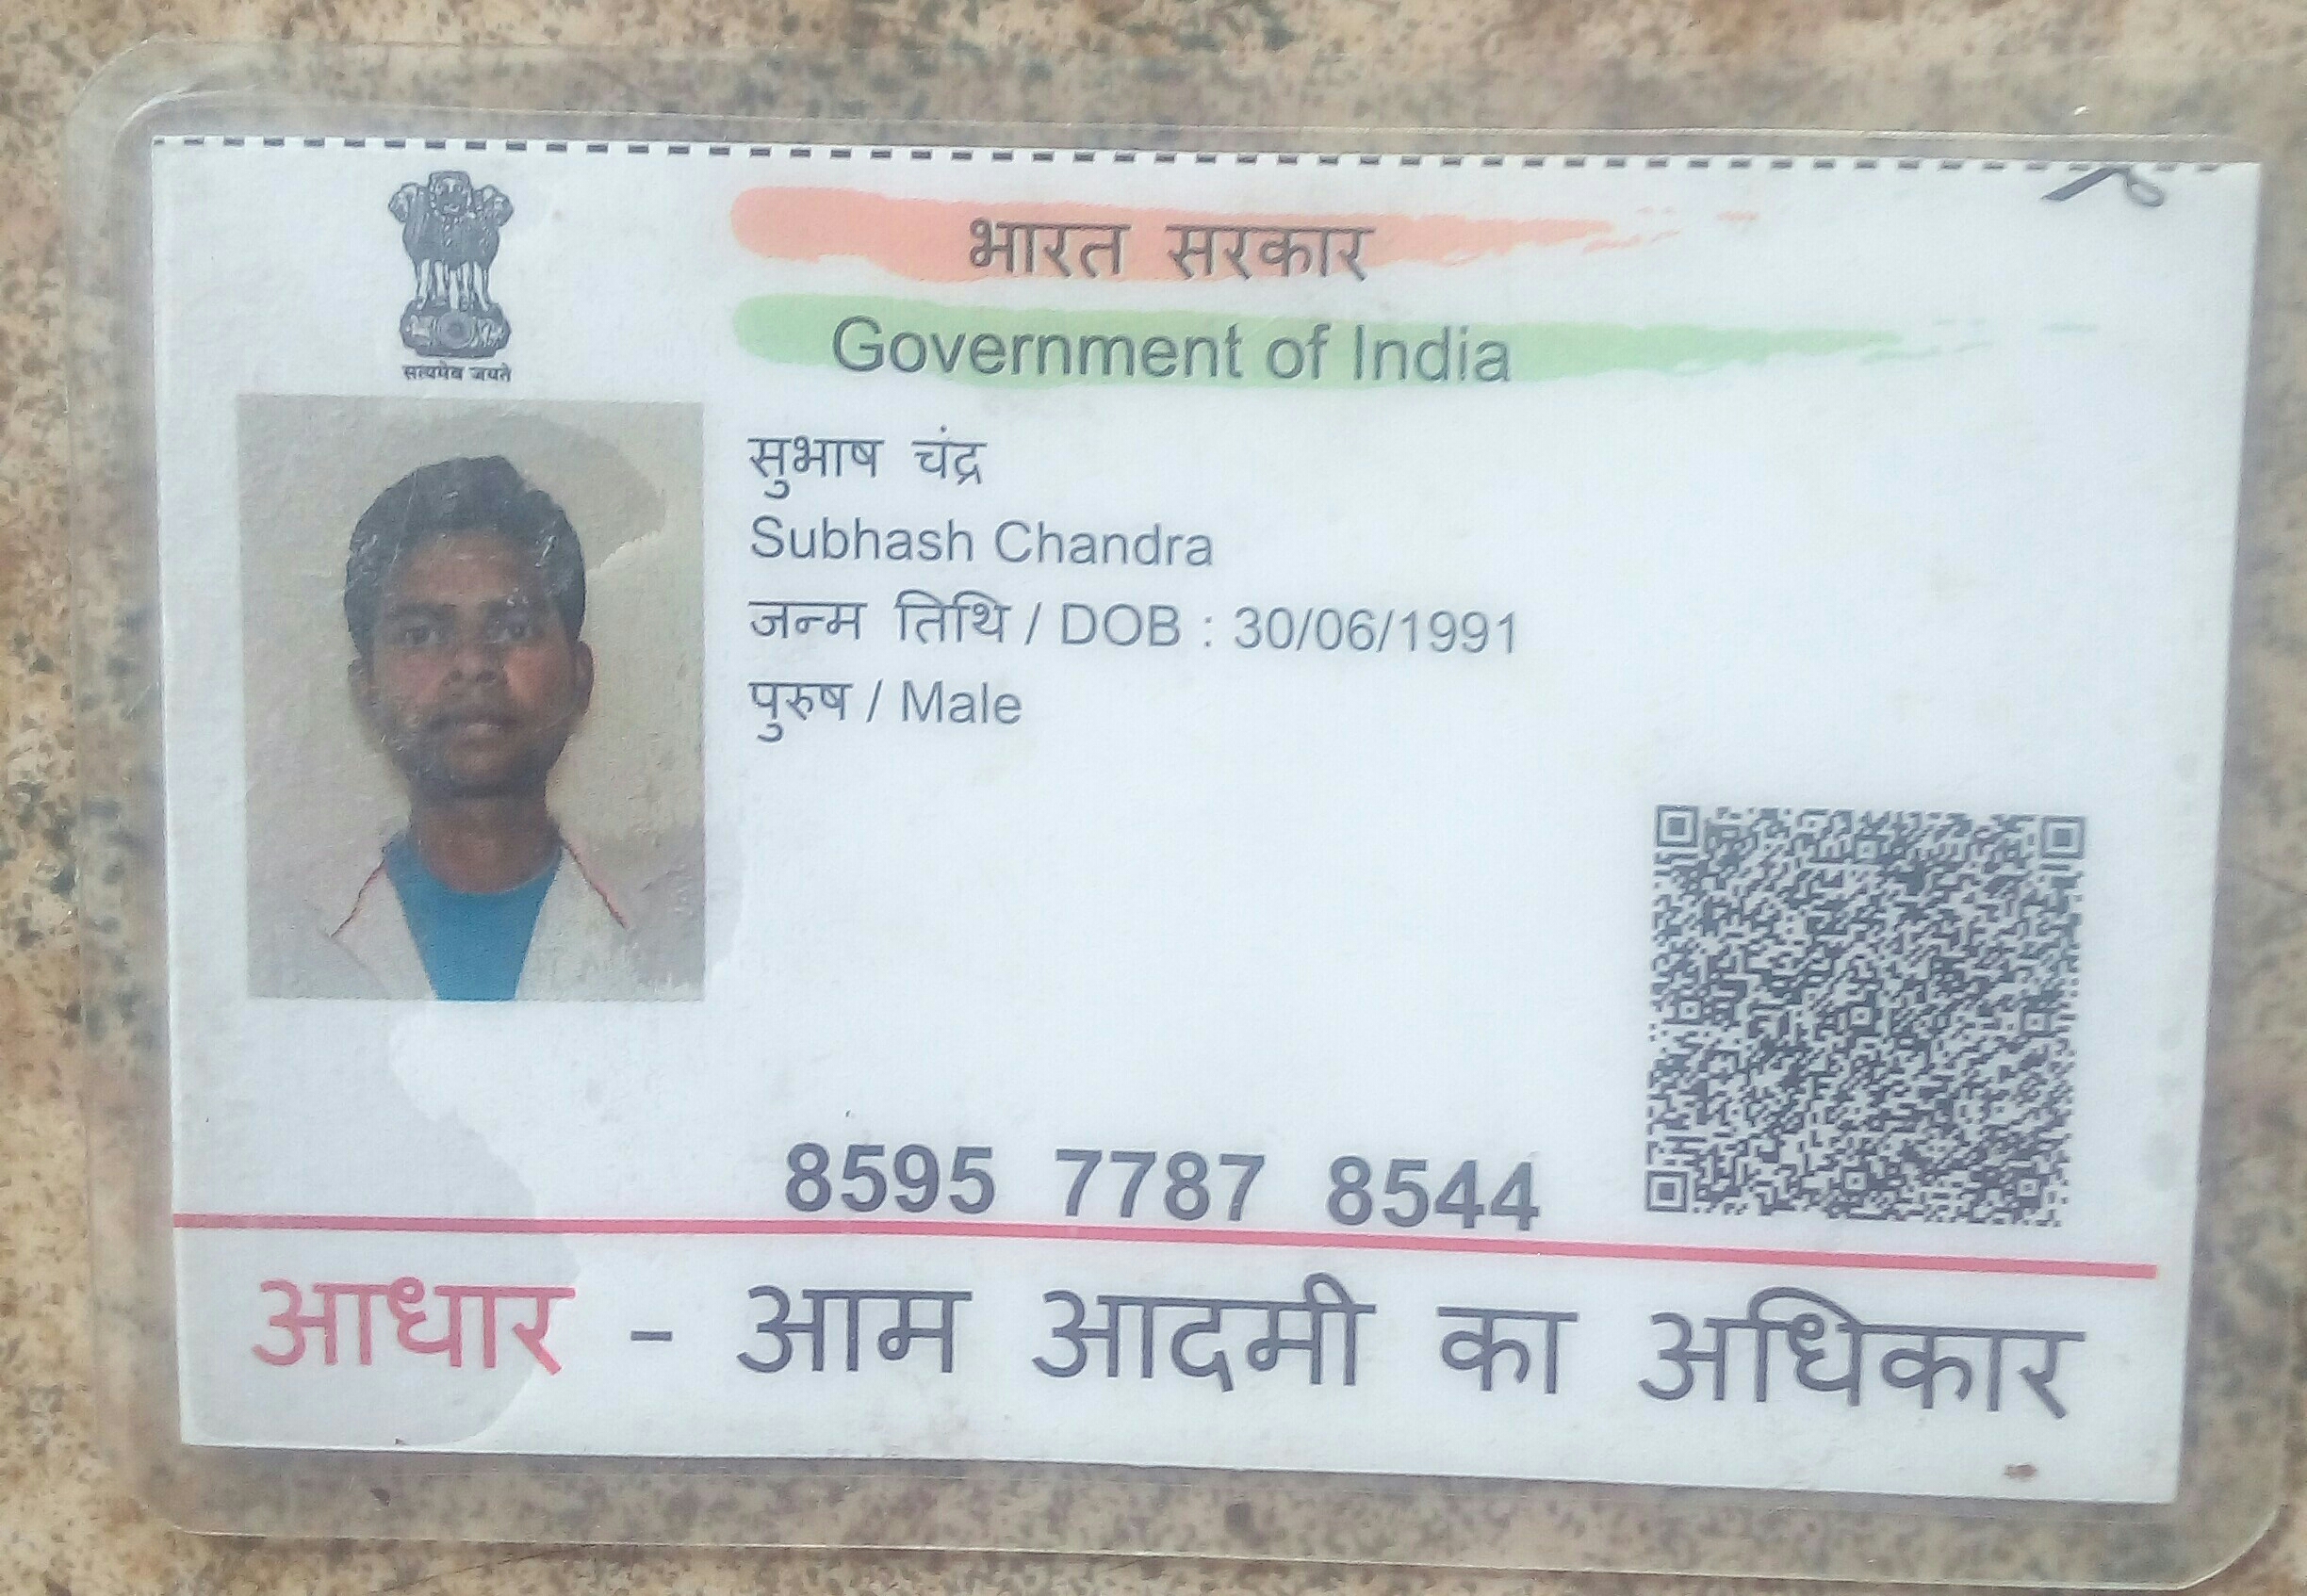 सत्यमेव जयते
भारत सरकार
Government of India
सुभाष चंद्र
Subhash Chandra
जन्म तिथि / DOB : 30/06/1991
पुरुष / Male
8595 7787 8544
आधार - आम आदमी का अधिकार